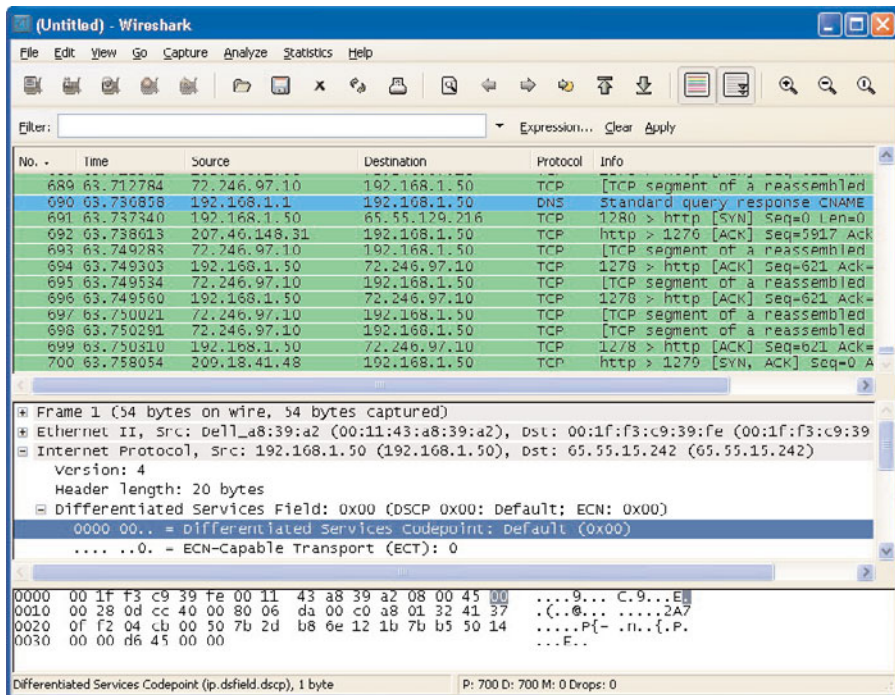 (Untitled) - Wireshark
File Edit View Go Capture Analyze Statistics Help
Filter: Expression... Clear Apply
No. - Time Source Destination Protocol Info
689 63.712784 72.246.97.10 192.168.1.50 TCP [TCP segment of a reassembled
690 63.736858 192.168.1.1 192.168.1.50 DNS Standard query response CNAME
691 63.737340 192.168.1.50 65.55.129.216 TCP 1280 > http [SYN] Seq=0 Len=0
692 63.738613 207.46.148.31 192.168.1.50 TCP http > 1276 [ACK] Seq=5917 Ack
693 63.749283 72.246.97.10 192.168.1.50 TCP [TCP segment of a reassembled
694 63.749303 192.168.1.50 72.246.97.10 TCP 1278 > http [ACK] Seq=621 Ack=
695 63.749534 72.246.97.10 192.168.1.50 TCP [TCP segment of a reassembled
696 63.749560 192.168.1.50 72.246.97.10 TCP 1278 > http [ACK] Seq=621 Ack=
697 63.750021 72.246.97.10 192.168.1.50 TCP [TCP segment of a reassembled
698 63.750291 72.246.97.10 192.168.1.50 TCP [TCP segment of a reassembled
699 63.750310 192.168.1.50 72.246.97.10 TCP 1278 > http [ACK] Seq=621 Ack=
700 63.758054 209.18.41.48 192.168.1.50 TCP http > 1279 [SYN, ACK] Seq=0 A
Frame 1 (54 bytes on wire, 54 bytes captured)
Ethernet II, Src: Dell_a8:39:a2 (00:11:43:a8:39:a2), Dst: 00:1f:f3:c9:39:fe (00:1f:f3:c9:39
Internet Protocol, Src: 192.168.1.50 (192.168.1.50), Dst: 65.55.15.242 (65.55.15.242)
Version: 4
Header length: 20 bytes
Differentiated Services Field: 0x00 (DSCP 0x00: Default; ECN: 0x00)
0000 00.. = Differentiated Services Codepoint: Default (0x00)
.... ..0. = ECN-Capable Transport (ECT): 0
0000 00 1f f3 c9 39 fe 00 11 43 a8 39 a2 08 00 45 00 ....9... C.9...E.
0010 00 28 0d cc 40 00 80 06 da 00 c0 a8 01 32 41 37 .(..@... .....2A7
0020 0f f2 04 cb 00 50 7b 2d b8 6e 12 1b 7b b5 50 14 .....P{- .n..{.P.
0030 00 00 d6 45 00 00 ...E..
Differentiated Services Codepoint (ip.dsfield.dscp), 1 byte P: 700 D: 700 M: 0 Drops: 0